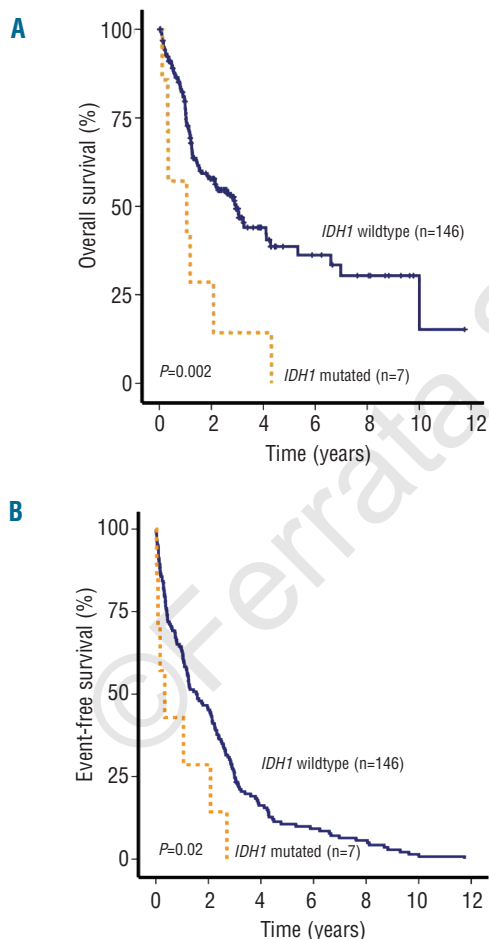 A
100
75
50
25
0
Overall survival (%)
IDH1 wildtype (n=146)
P=0.002
IDH1 mutated (n=7)
0 2 4 6 8 10 12
Time (years)
B
100
75
50
25
0
Event-free survival (%)
IDH1 wildtype (n=146)
P=0.02
IDH1 mutated (n=7)
0 2 4 6 8 10 12
Time (years)
©Ferrata